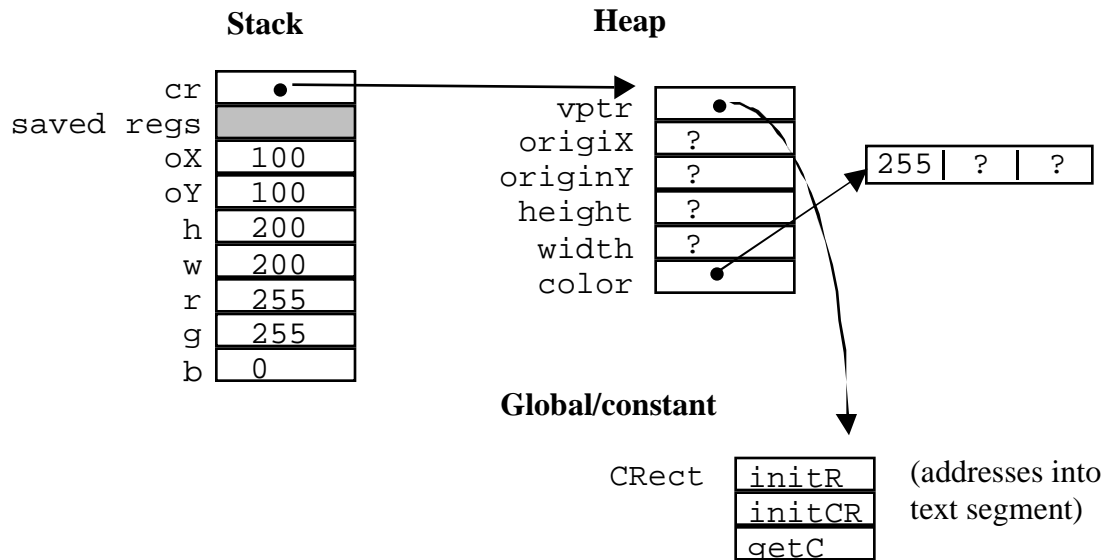 Stack
Heap
cr
saved regs
oX 100
oY 100
h 200
w 200
r 255
g 255
b 0
vptr
origiX ?
originY ?
height ?
width ?
color
255 ? ?
Global/constant
CRect initR
initCR
getC
(addresses into
text segment)